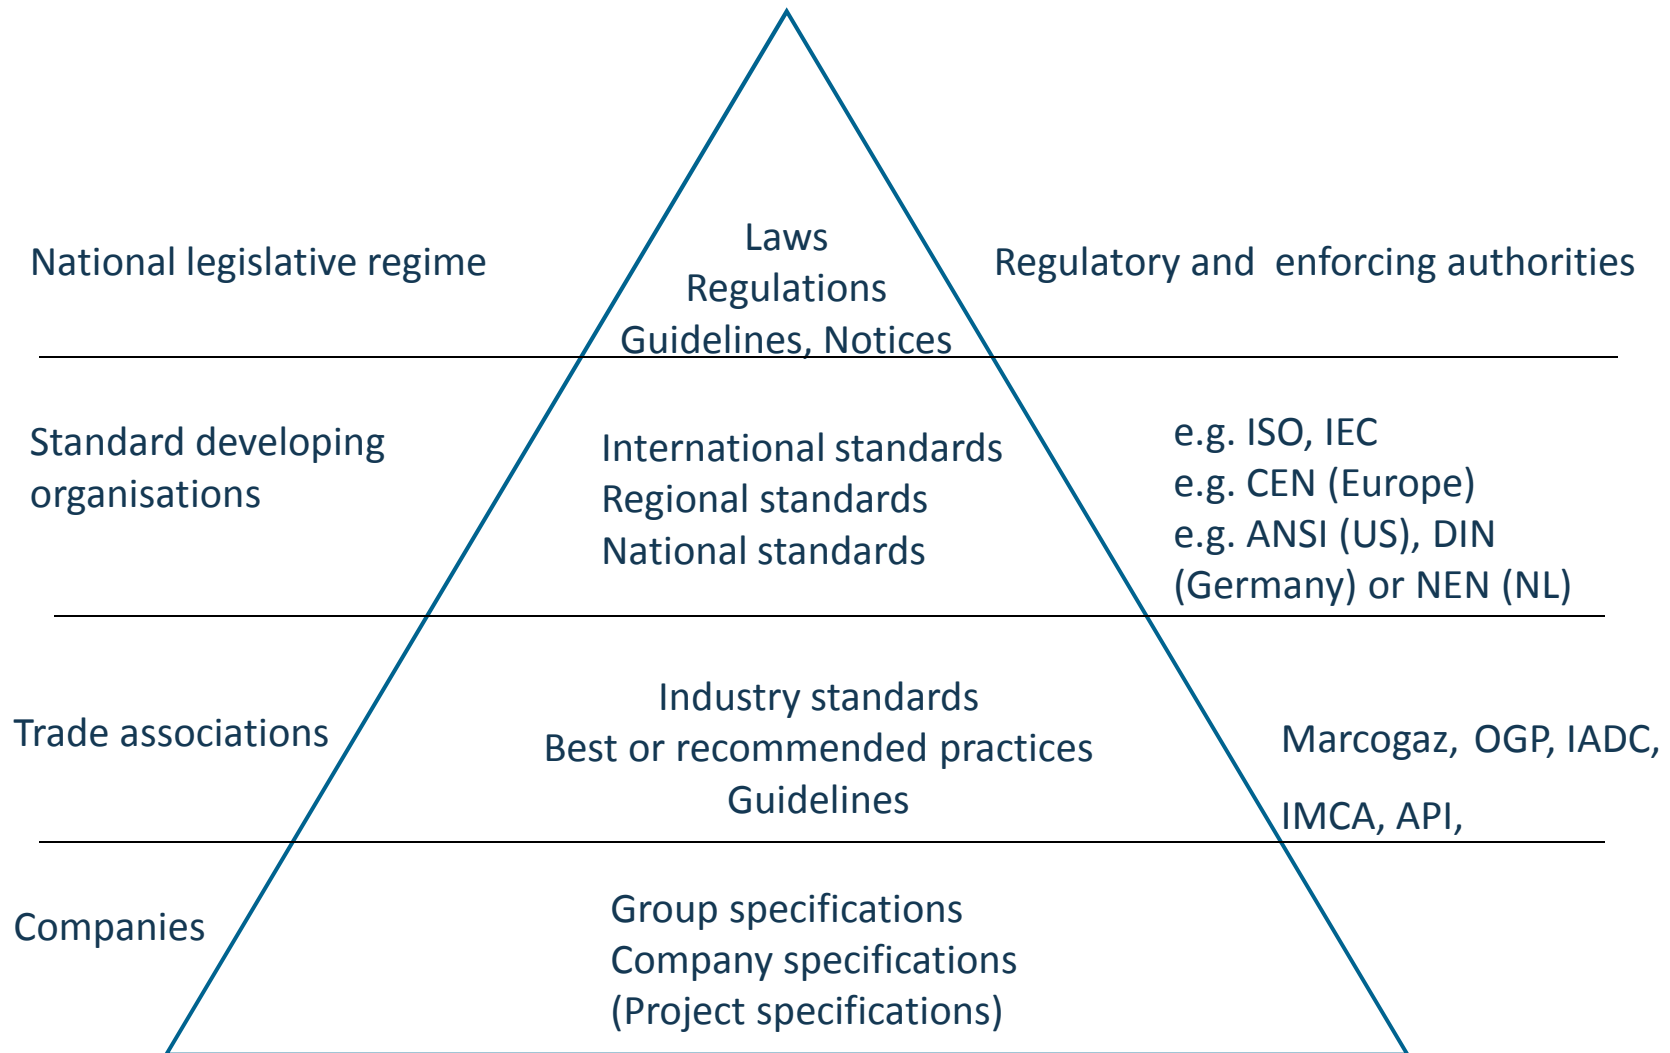 National legislative regime
Laws
Regulations
Guidelines, Notices
Regulatory and  enforcing authorities
Standard developing
organisations
International standards
Regional standards
National standards
e.g. ISO, IEC
e.g. CEN (Europe)
e.g. ANSI (US), DIN
(Germany) or NEN (NL)
Trade associations
Industry standards
Best or recommended practices
Guidelines
Marcogaz, OGP, IADC,
IMCA, API,
Companies
Group specifications
Company specifications
(Project specifications)